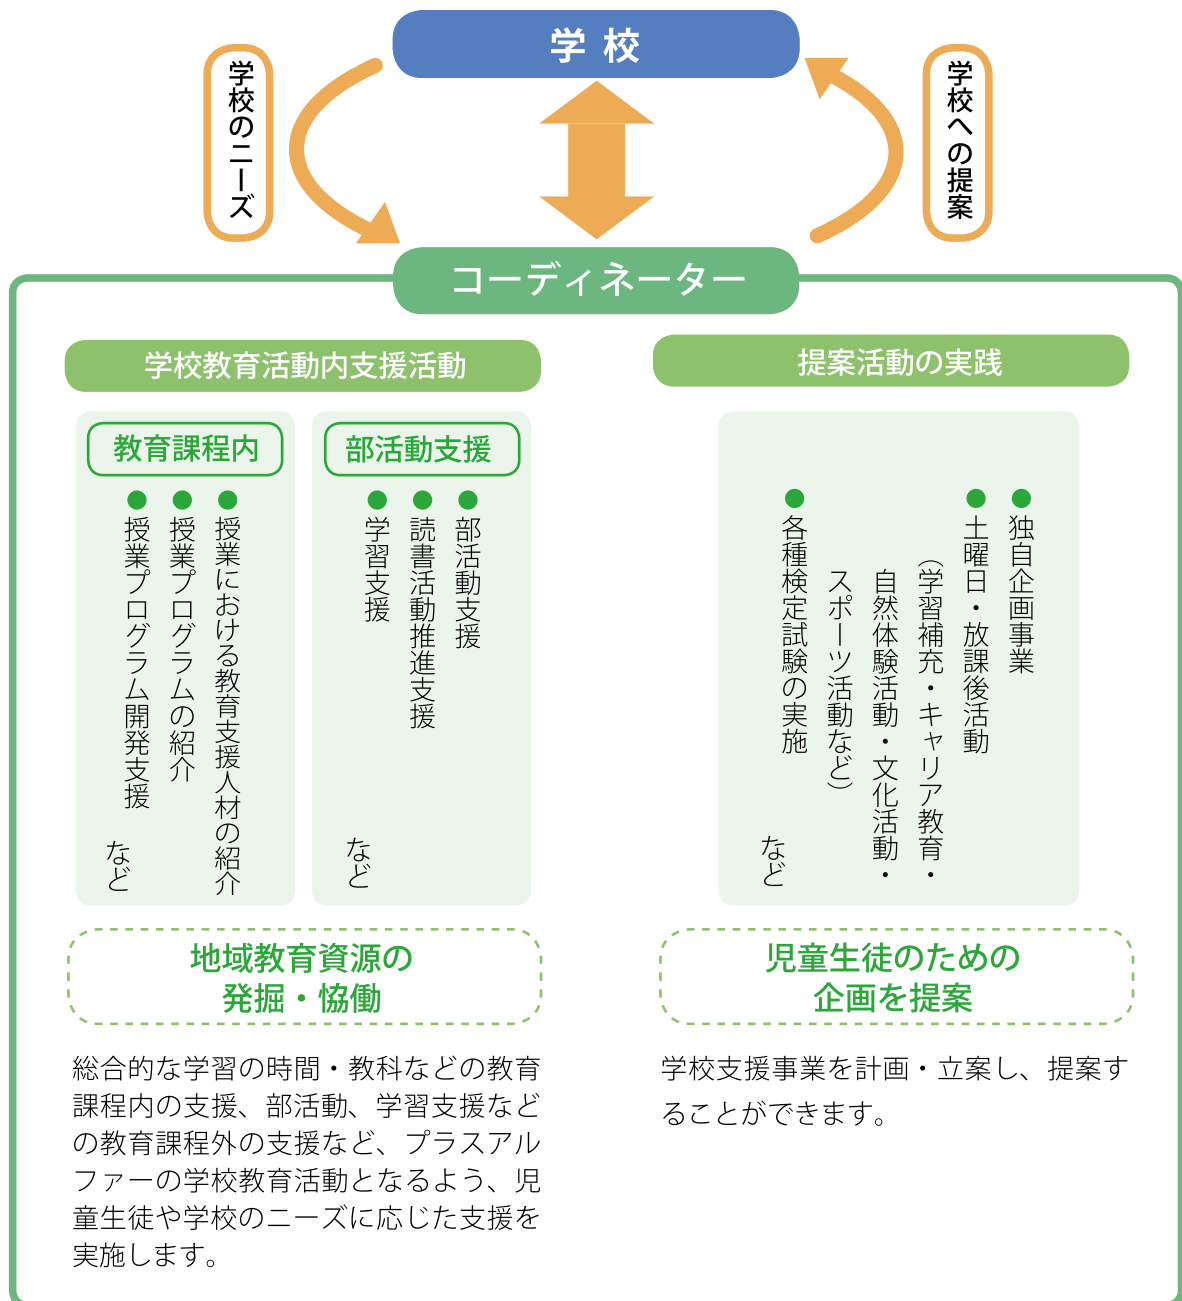 学校
学校のニーズ
学校への提案
コーディネーター
学校教育活動内支援活動
教育課程内
●授業における教育支援人材の紹介
●授業プログラムの紹介
●授業プログラム開発支援
など
部活動支援
●部活動支援
●読書活動推進支援
●学習支援
など
地域教育資源の
発掘・恊働
総合的な学習の時間・教科などの教育
課程内の支援、部活動、学習支援など
の教育課程外の支援など、プラスアル
ファーの学校教育活動となるよう、児
童生徒や学校のニーズに応じた支援を
実施します。
提案活動の実践
●独自企画事業
●土曜日・放課後活動
（学習補充・キャリア教育・
自然体験活動・文化活動・
スポーツ活動など）
●各種検定試験の実施
など
児童生徒のための
企画を提案
学校支援事業を計画・立案し、提案す
ることができます。